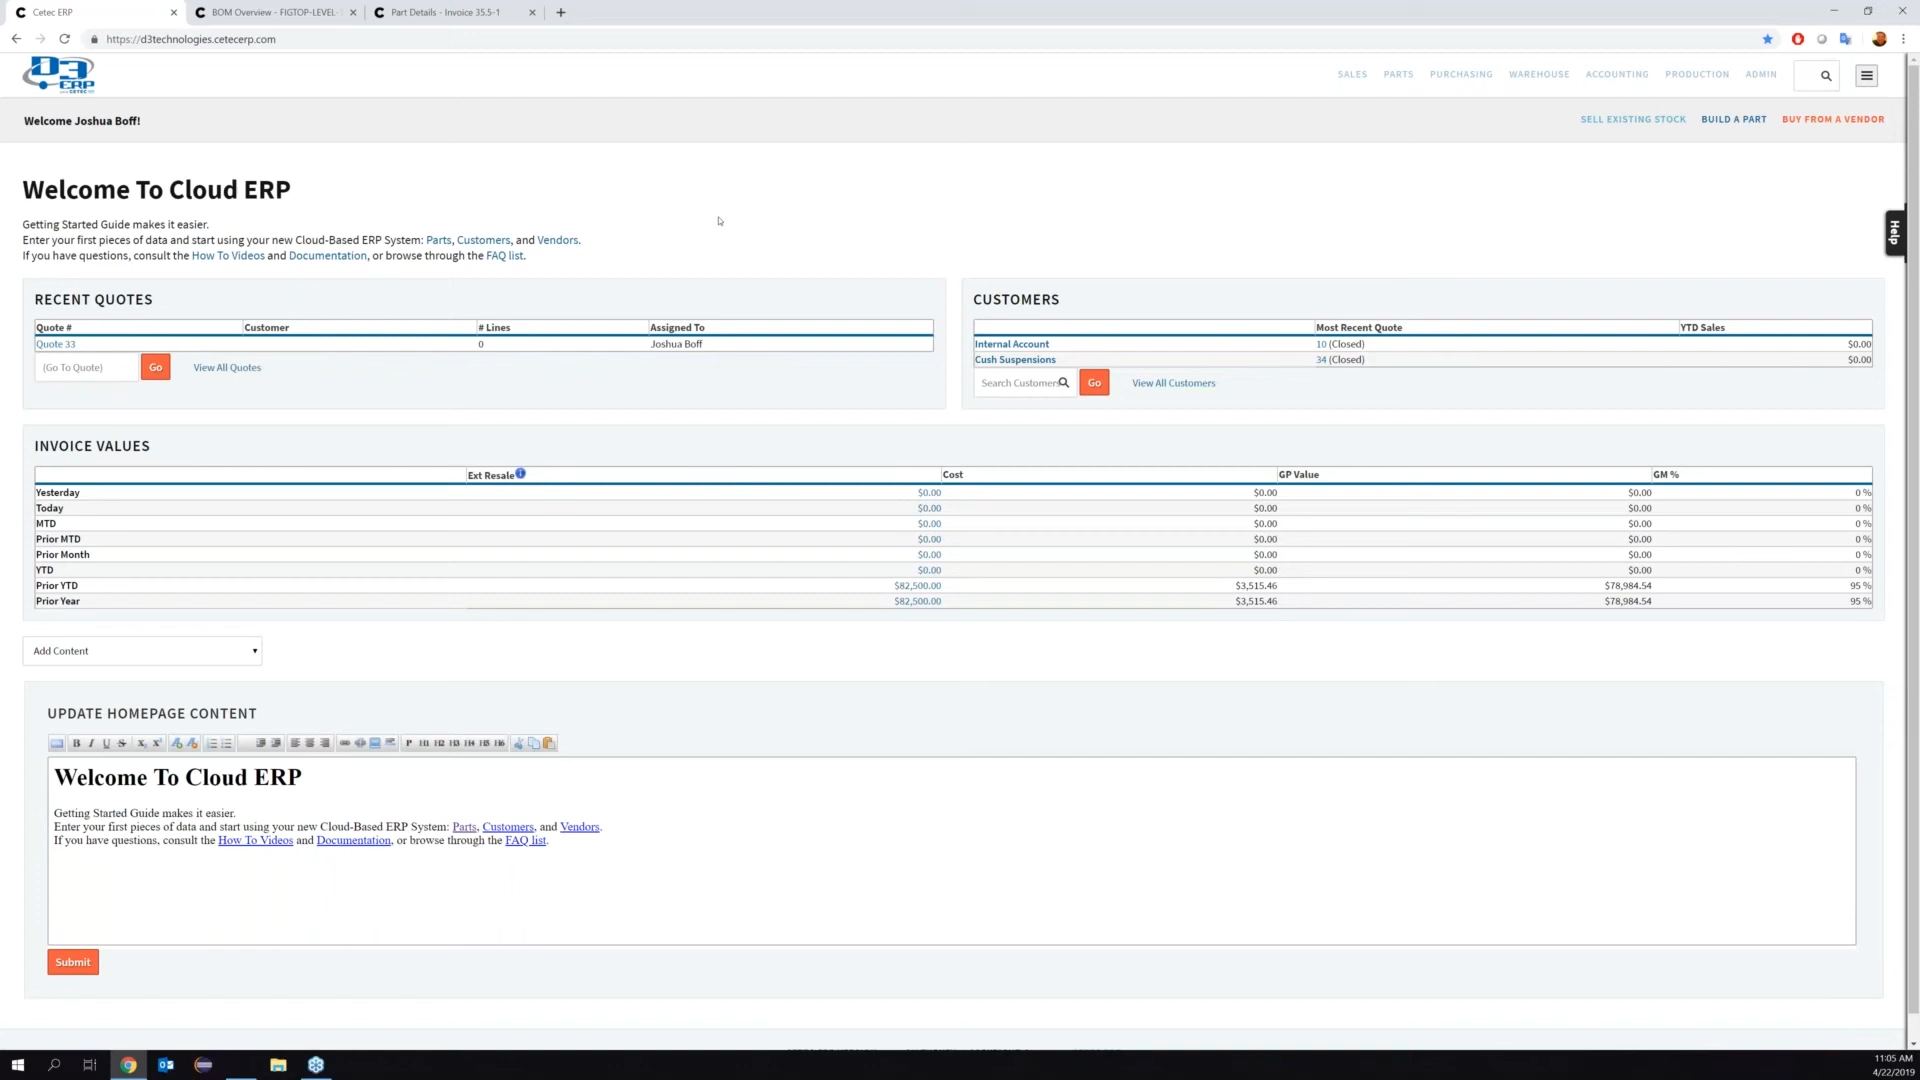 Cetec ERP
BOM Overview - FIGTOP-LEVEL-
Part Details - Invoice 35.5-1
https://d3technologies.cetecerp.com
D3
ERP
SALES PARTS PURCHASING WAREHOUSE ACCOUNTING PRODUCTION ADMIN
Welcome Joshua Boff!
SELL EXISTING STOCK BUILD A PART BUY FROM A VENDOR
Help
Welcome To Cloud ERP
Getting Started Guide makes it easier.
Enter your first pieces of data and start using your new Cloud-Based ERP System: Parts, Customers, and Vendors.
If you have questions, consult the How To Videos and Documentation, or browse through the FAQ list.
RECENT QUOTES
Quote # Customer # Lines Assigned To
Quote 33 0 Joshua Boff
(Go To Quote) Go View All Quotes
CUSTOMERS
Most Recent Quote YTD Sales
Internal Account 10 (Closed) $0.00
Cush Suspensions 34 (Closed) $0.00
Search Customers Go View All Customers
INVOICE VALUES
Ext Resale Cost GP Value GM %
Yesterday $0.00 $0.00 $0.00 0 %
Today $0.00 $0.00 $0.00 0 %
MTD $0.00 $0.00 $0.00 0 %
Prior MTD $0.00 $0.00 $0.00 0 %
Prior Month $0.00 $0.00 $0.00 0 %
YTD $0.00 $0.00 $0.00 0 %
Prior YTD $82,500.00 $3,515.46 $78,984.54 95 %
Prior Year $82,500.00 $3,515.46 $78,984.54 95 %
Add Content
UPDATE HOMEPAGE CONTENT
B I U S X₂ X² P H1 H2 H3 H4 H5 H6
Welcome To Cloud ERP
Getting Started Guide makes it easier.
Enter your first pieces of data and start using your new Cloud-Based ERP System: Parts, Customers, and Vendors.
If you have questions, consult the How To Videos and Documentation, or browse through the FAQ list.
Submit
11:05 AM
4/22/2019